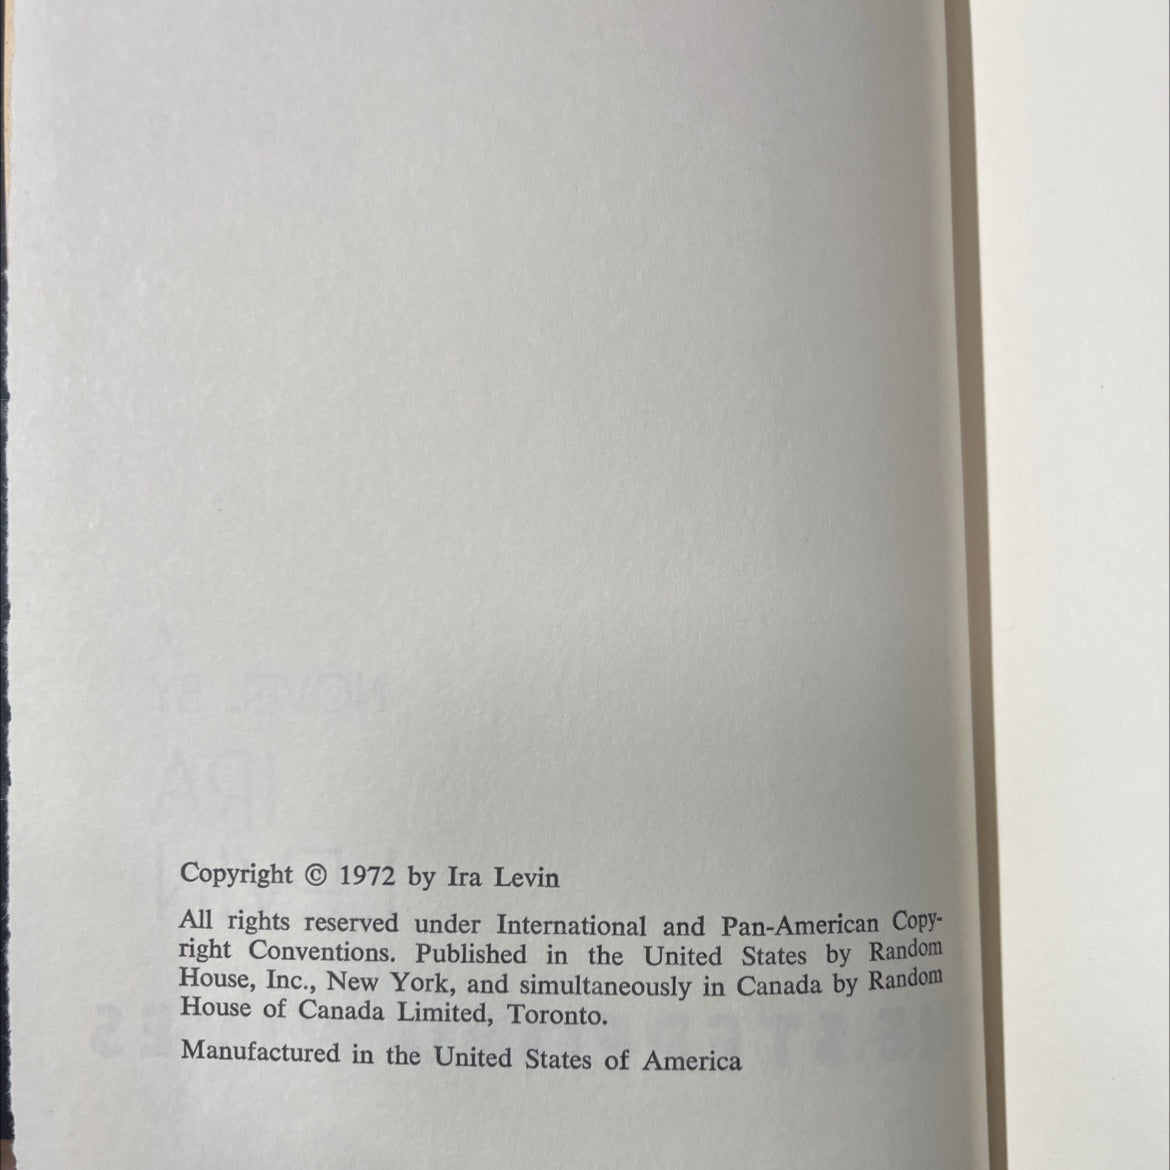 Copyright © 1972 by Ira Levin
All rights reserved under International and Pan-American Copy-
right Conventions. Published in the United States by Random
House, Inc., New York, and simultaneously in Canada by Random
House of Canada Limited, Toronto.
Manufactured in the United States of America